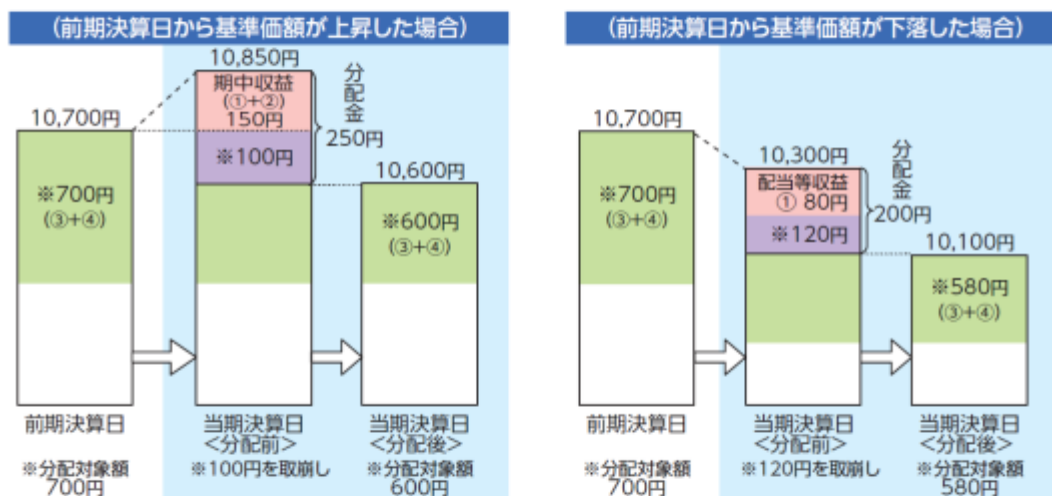 (前期決算日から基準価額が上昇した場合)
10,700円
※700円
(③+④)
10,850円
期中収益
(①+②)
150円
※100円
分配金
250円
10,600円
※600円
(③+④)
前期決算日
※分配対象額
700円
当期決算日
<分配前>
※100円を取崩し
当期決算日
<分配後>
※分配対象額
600円
(前期決算日から基準価額が下落した場合)
10,700円
※700円
(③+④)
10,300円
配当等収益
① 80円
※120円
分配金
200円
10,100円
※580円
(③+④)
前期決算日
※分配対象額
700円
当期決算日
<分配前>
※120円を取崩し
当期決算日
<分配後>
※分配対象額
580円